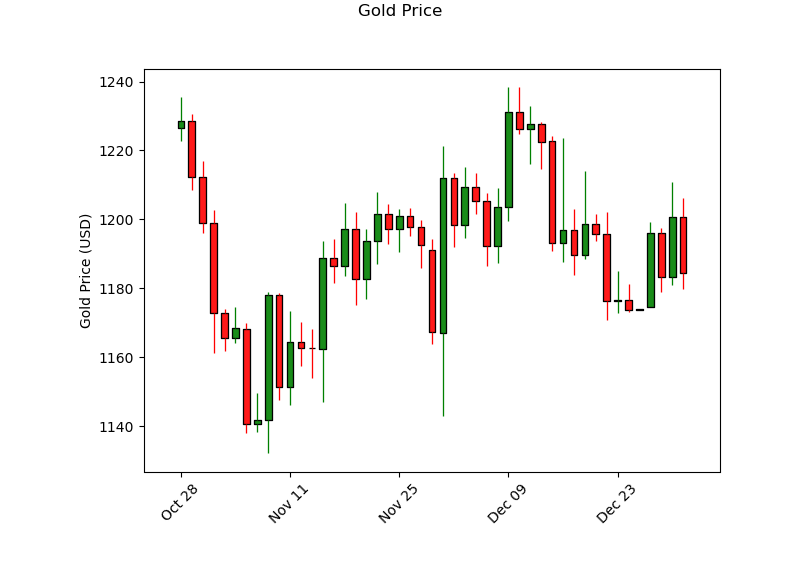 Gold Price
1240
1220
1200
1180
1160
1140
Gold Price (USD)
Oct 28
Nov 11
Nov 25
Dec 09
Dec 23